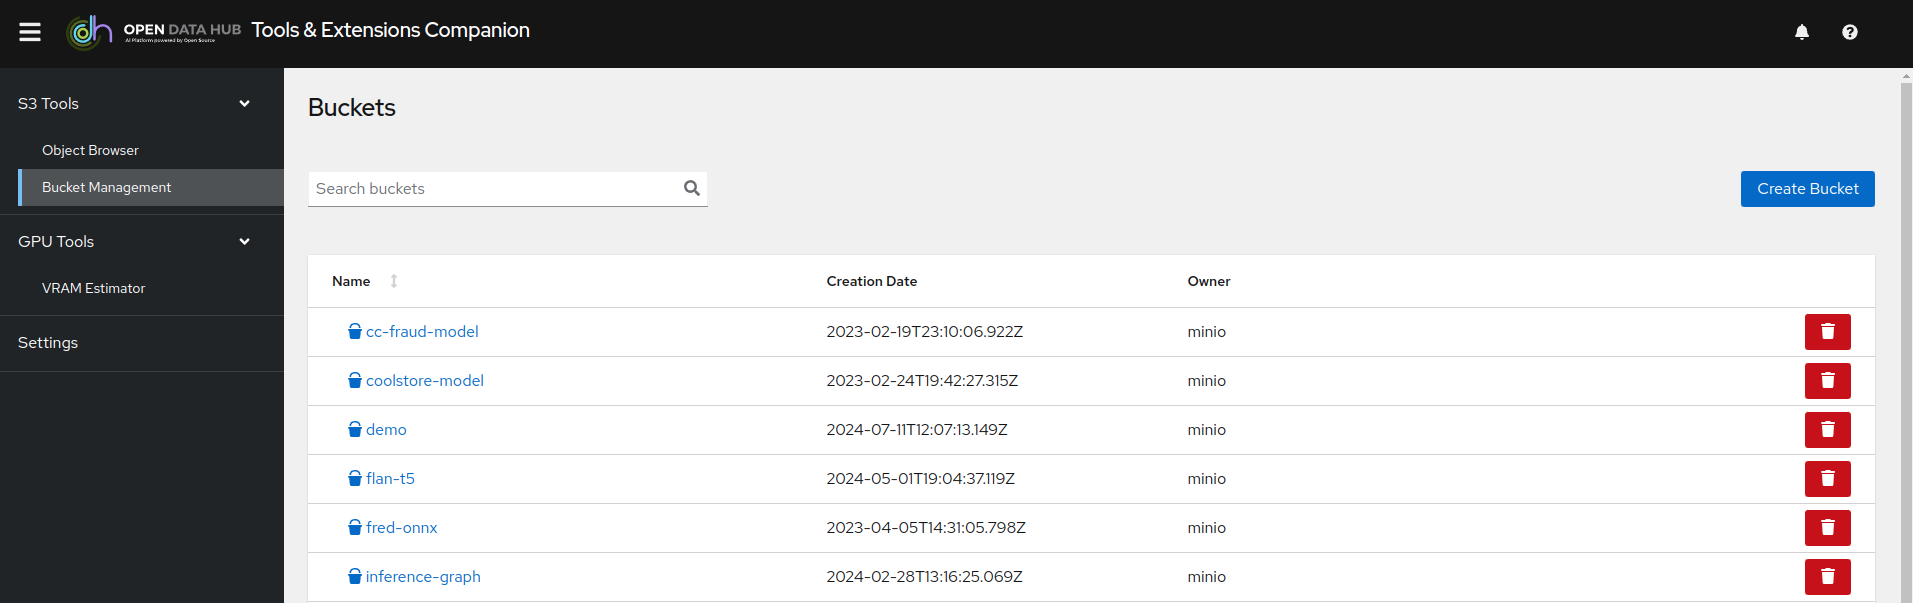 OPEN DATA HUB
AI Platform powered by Open Source
Tools & Extensions Companion
S3 Tools
Object Browser
Bucket Management
GPU Tools
VRAM Estimator
Settings
Buckets
Search buckets
Create Bucket
Name Creation Date Owner
cc-fraud-model 2023-02-19T23:10:06.922Z minio
coolstore-model 2023-02-24T19:42:27.315Z minio
demo 2024-07-11T12:07:13.149Z minio
flan-t5 2024-05-01T19:04:37.119Z minio
fred-onnx 2023-04-05T14:31:05.798Z minio
inference-graph 2024-02-28T13:16:25.069Z minio